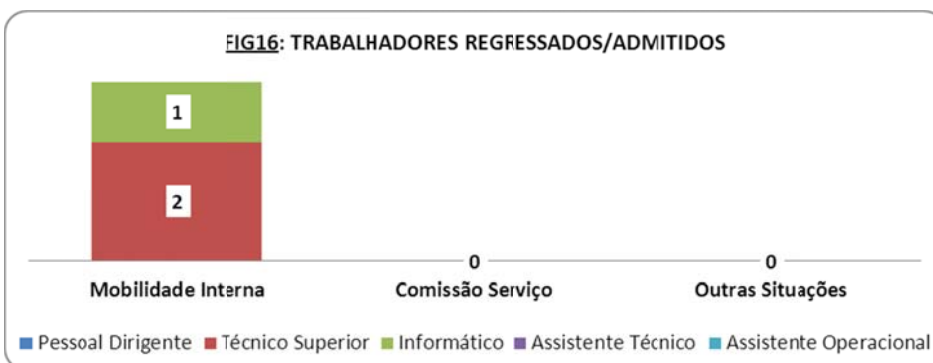 FIG16: TRABALHADORES REGRESSADOS/ADMITIDOS
1
2
0
0
Mobilidade Interna
Comissão Serviço
Outras Situações
Pessoal Dirigente
Técnico Superior
Informático
Assistente Técnico
Assistente Operacional